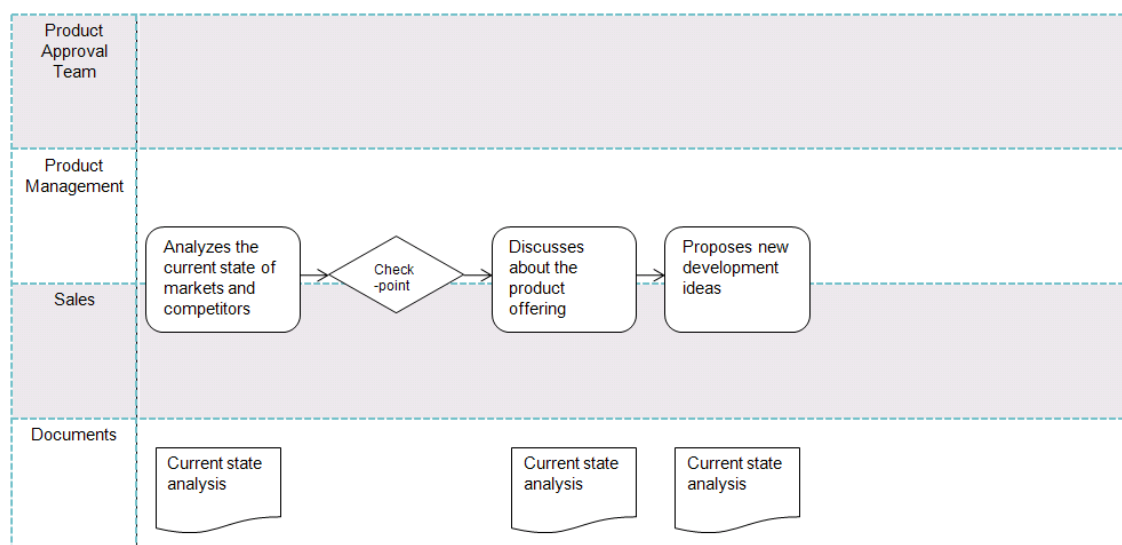 Product
Approval
Team
Product
Management
Analyzes the
current state of
markets and
competitors
Check
-point
Discusses
about the
product
offering
Proposes new
development
ideas
Sales
Documents
Current state
analysis
Current state
analysis
Current state
analysis